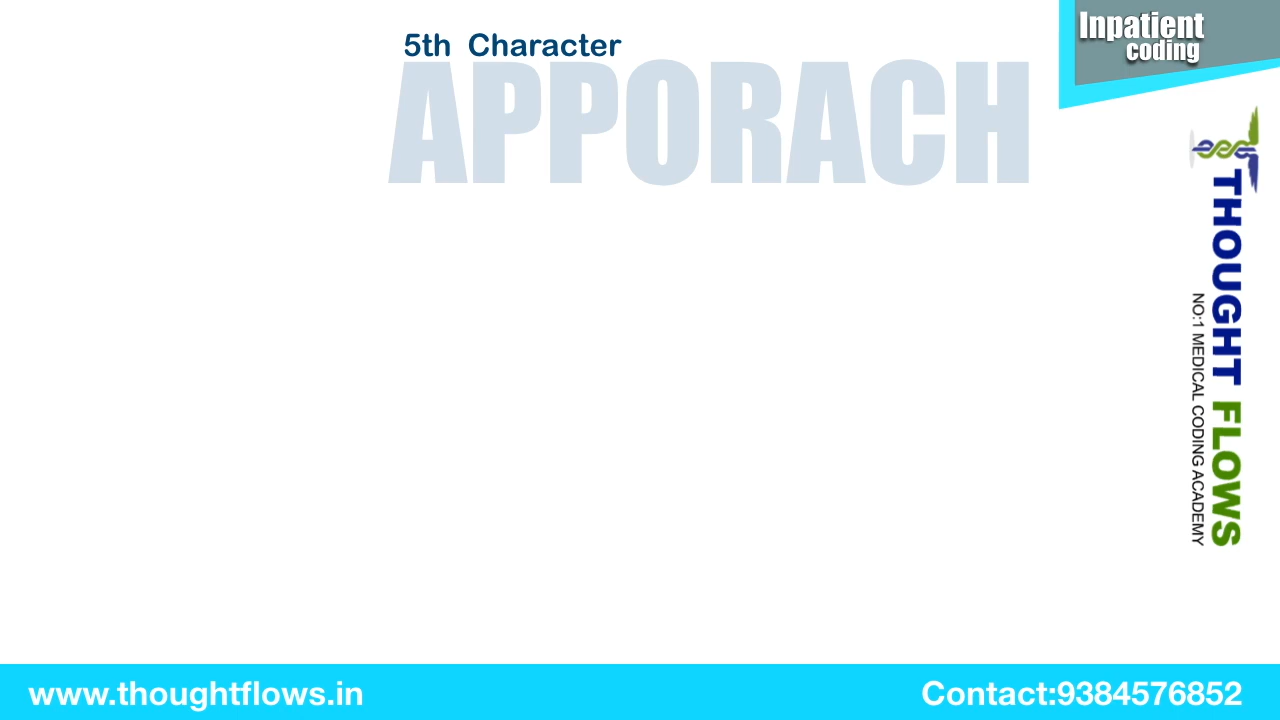 5th Character
APPORACH
Inpatient
coding
THOUGHT FLOWS
NO:1 MEDICAL CODING ACADEMY
www.thoughtflows.in
Contact:9384576852